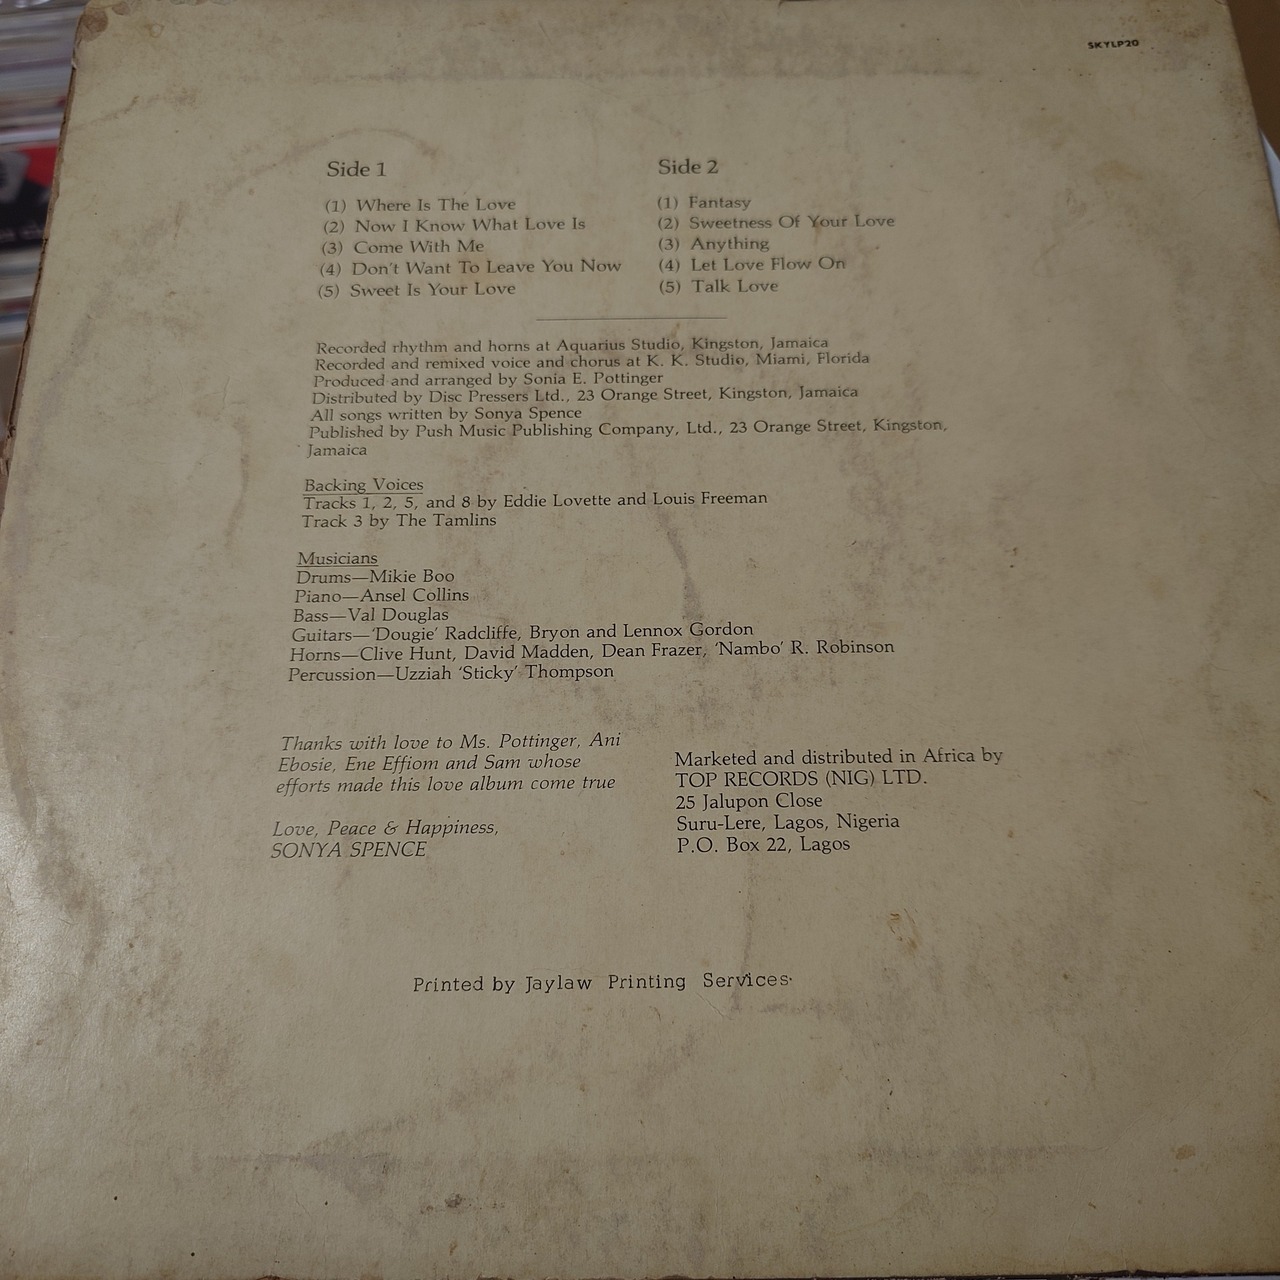 SKYLP20
Side 1
(1) Where Is The Love
(2) Now I Know What Love Is
(3) Come With Me
(4) Don't Want To Leave You Now
(5) Sweet Is Your Love
Side 2
(1) Fantasy
(2) Sweetness Of Your Love
(3) Anything
(4) Let Love Flow On
(5) Talk Love
Recorded rhythm and horns at Aquarius Studio, Kingston, Jamaica
Recorded and remixed voice and chorus at K. K. Studio, Miami, Florida
Produced and arranged by Sonia E. Pottinger
Distributed by Disc Pressers Ltd., 23 Orange Street, Kingston, Jamaica
All songs written by Sonya Spence
Published by Push Music Publishing Company, Ltd., 23 Orange Street, Kingston,
Jamaica
Backing Voices
Tracks 1, 2, 5, and 8 by Eddie Lovette and Louis Freeman
Track 3 by The Tamlins
Musicians
Drums—Mikie Boo
Piano—Ansel Collins
Bass—Val Douglas
Guitars—'Dougie' Radcliffe, Bryon and Lennox Gordon
Horns—Clive Hunt, David Madden, Dean Frazer, 'Nambo' R. Robinson
Percussion—Uzziah 'Sticky' Thompson
Thanks with love to Ms. Pottinger, Ani
Ebosie, Ene Effiom and Sam whose
efforts made this love album come true
Love, Peace & Happiness,
SONYA SPENCE
Marketed and distributed in Africa by
TOP RECORDS (NIG) LTD.
25 Jalupon Close
Suru-Lere, Lagos, Nigeria
P.O. Box 22, Lagos
Printed by Jaylaw Printing Services.